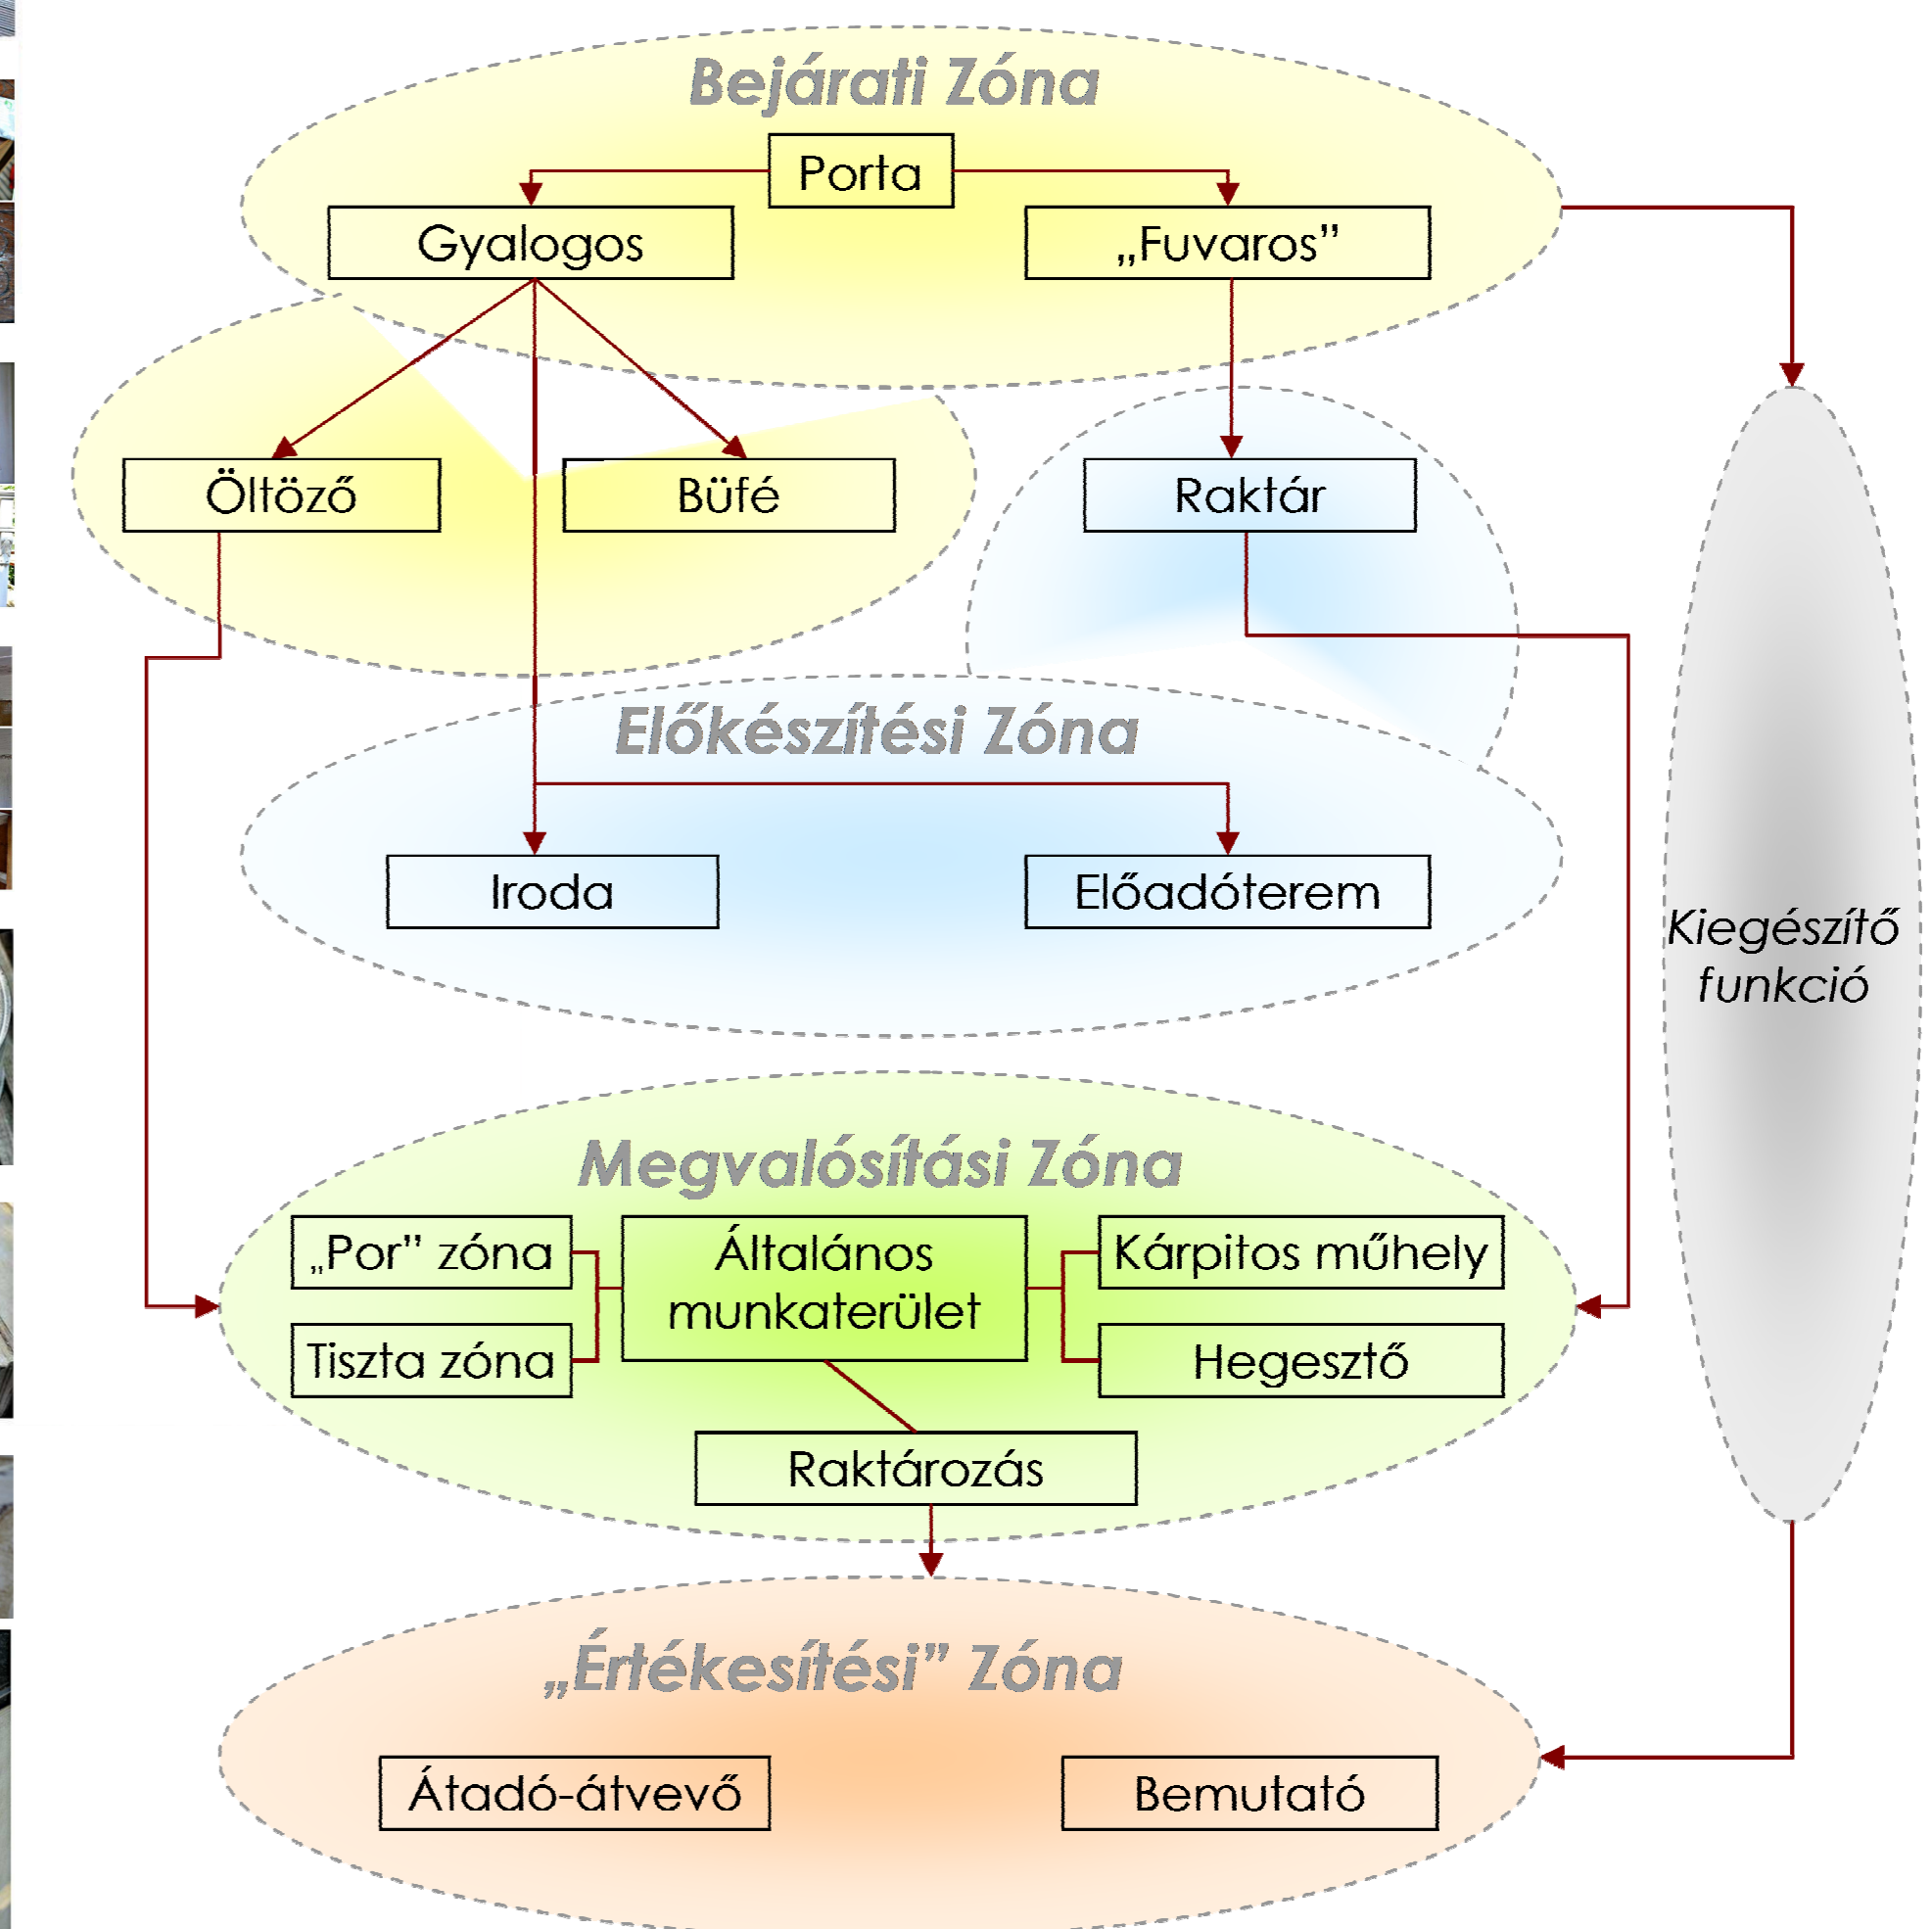 Bejárati Zóna
Porta
Gyalogos
„Fuvaros”
Öltöző
Büfé
Raktár
Előkészítési Zóna
Iroda
Előadóterem
Kiegészítő
funkció
Megvalósítási Zóna
„Por” zóna
Általános
munkaterület
Kárpitos műhely
Tiszta zóna
Hegesztő
Raktározás
„Értékesítési” Zóna
Átadó-átvevő
Bemutató